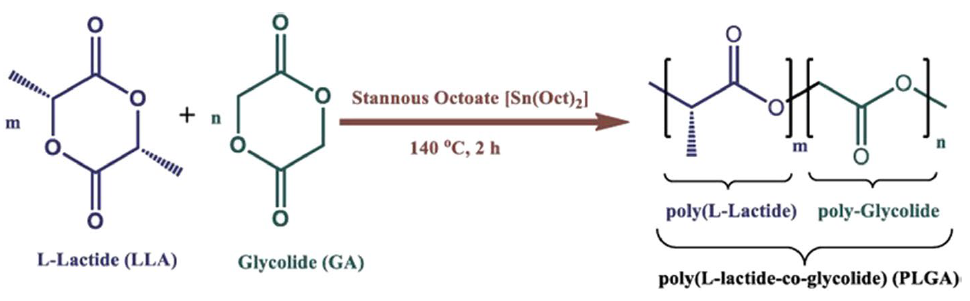 O
O
O
O
O
O
O
O
m
+
n
Stannous Octoate [Sn(Oct)₂]
140 °C, 2 h
O
O
O
O
m
n
poly(L-Lactide)
poly-Glycolide
L-Lactide (LLA)
Glycolide (GA)
poly(L-lactide-co-glycolide) (PLGA)